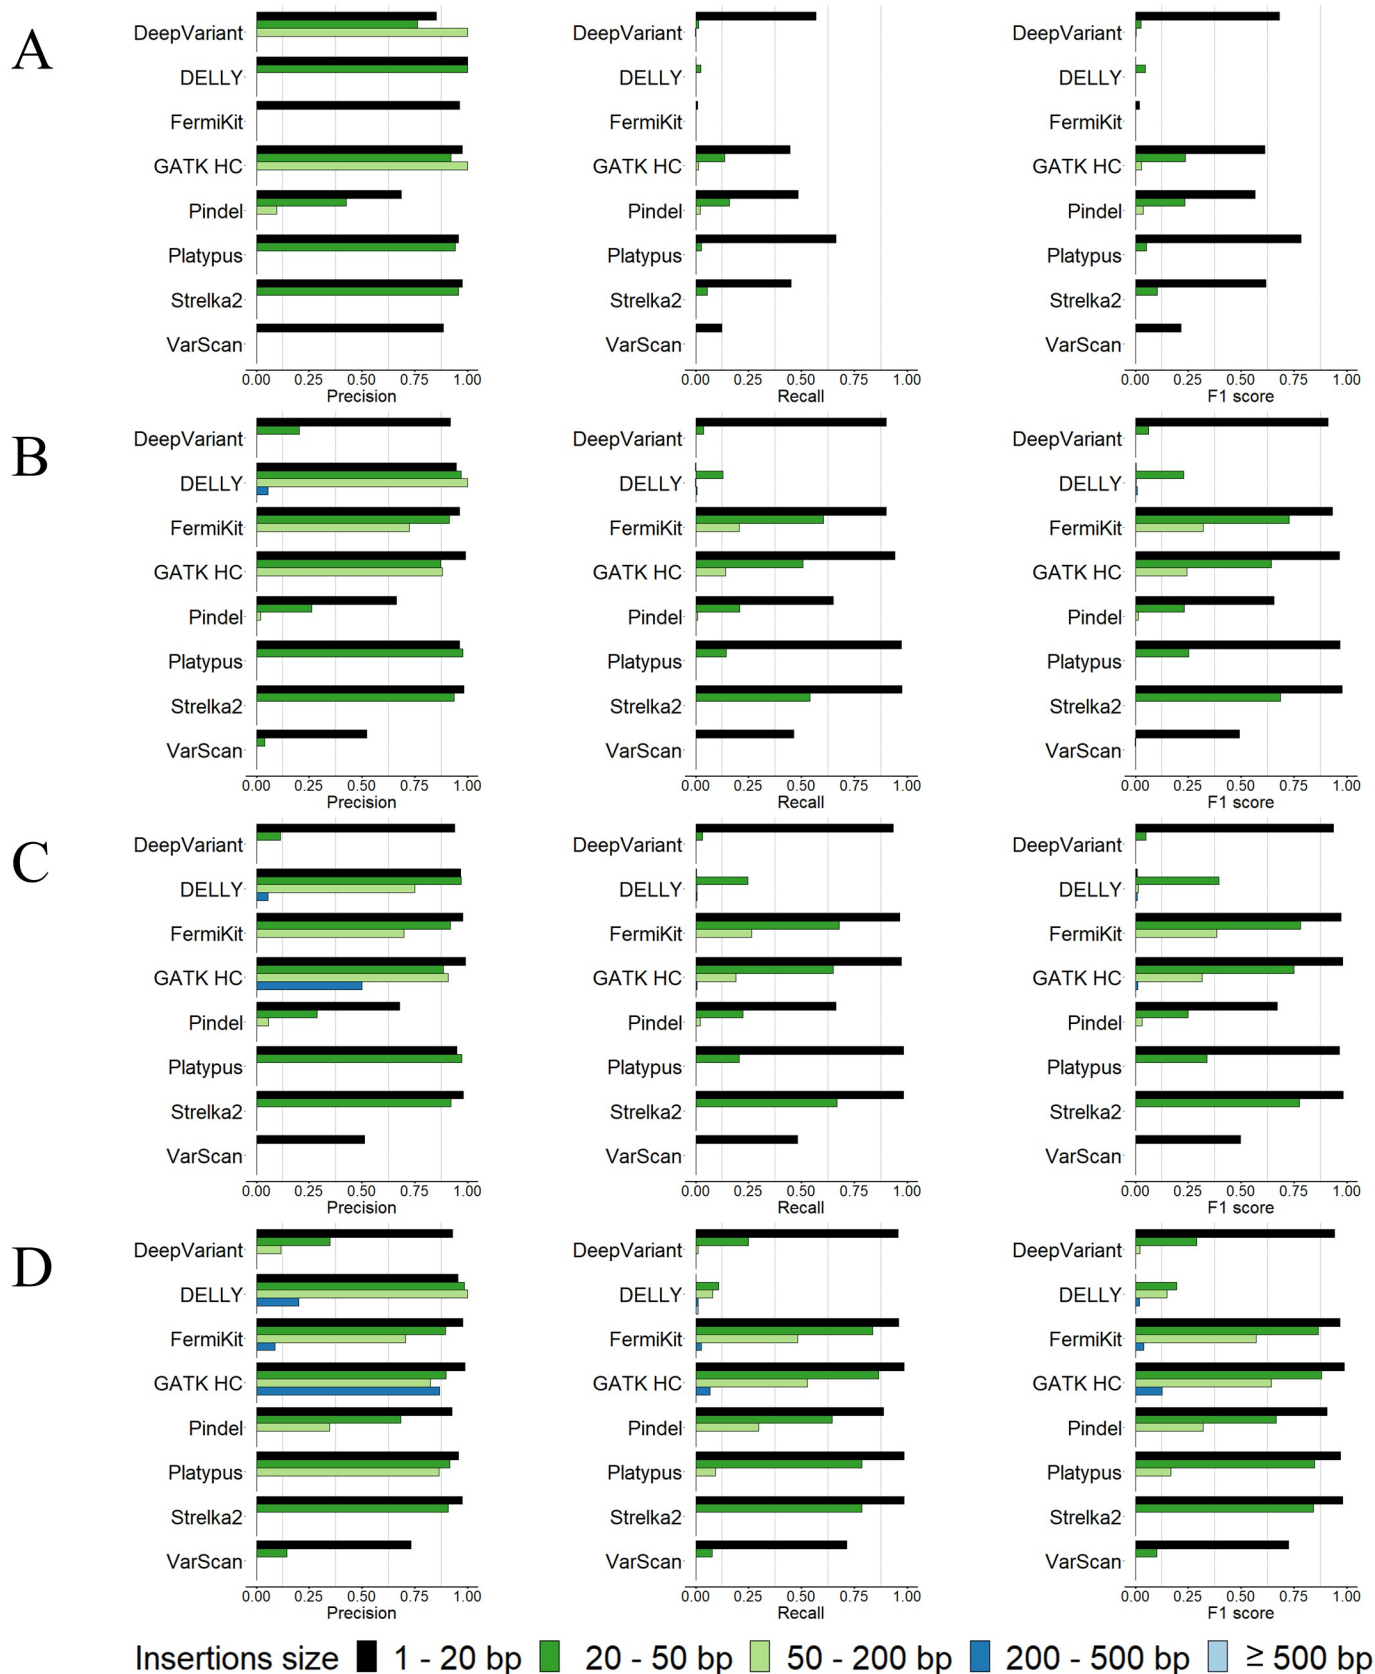 A
DeepVariant DeepVariant DeepVariant
DELLY DELLY DELLY
FermiKit FermiKit FermiKit
GATK HC GATK HC GATK HC
Pindel Pindel Pindel
Platypus Platypus Platypus
Strelka2 Strelka2 Strelka2
VarScan VarScan VarScan
0.00 0.25 0.50 0.75 1.00 0.00 0.25 0.50 0.75 1.00 0.00 0.25 0.50 0.75 1.00
Precision Recall F1 score
B
DeepVariant DeepVariant DeepVariant
DELLY DELLY DELLY
FermiKit FermiKit FermiKit
GATK HC GATK HC GATK HC
Pindel Pindel Pindel
Platypus Platypus Platypus
Strelka2 Strelka2 Strelka2
VarScan VarScan VarScan
0.00 0.25 0.50 0.75 1.00 0.00 0.25 0.50 0.75 1.00 0.00 0.25 0.50 0.75 1.00
Precision Recall F1 score
C
DeepVariant DeepVariant DeepVariant
DELLY DELLY DELLY
FermiKit FermiKit FermiKit
GATK HC GATK HC GATK HC
Pindel Pindel Pindel
Platypus Platypus Platypus
Strelka2 Strelka2 Strelka2
VarScan VarScan VarScan
0.00 0.25 0.50 0.75 1.00 0.00 0.25 0.50 0.75 1.00 0.00 0.25 0.50 0.75 1.00
Precision Recall F1 score
D
DeepVariant DeepVariant DeepVariant
DELLY DELLY DELLY
FermiKit FermiKit FermiKit
GATK HC GATK HC GATK HC
Pindel Pindel Pindel
Platypus Platypus Platypus
Strelka2 Strelka2 Strelka2
VarScan VarScan VarScan
0.00 0.25 0.50 0.75 1.00 0.00 0.25 0.50 0.75 1.00 0.00 0.25 0.50 0.75 1.00
Precision Recall F1 score
Insertions size 1 - 20 bp 20 - 50 bp 50 - 200 bp 200 - 500 bp ≥ 500 bp